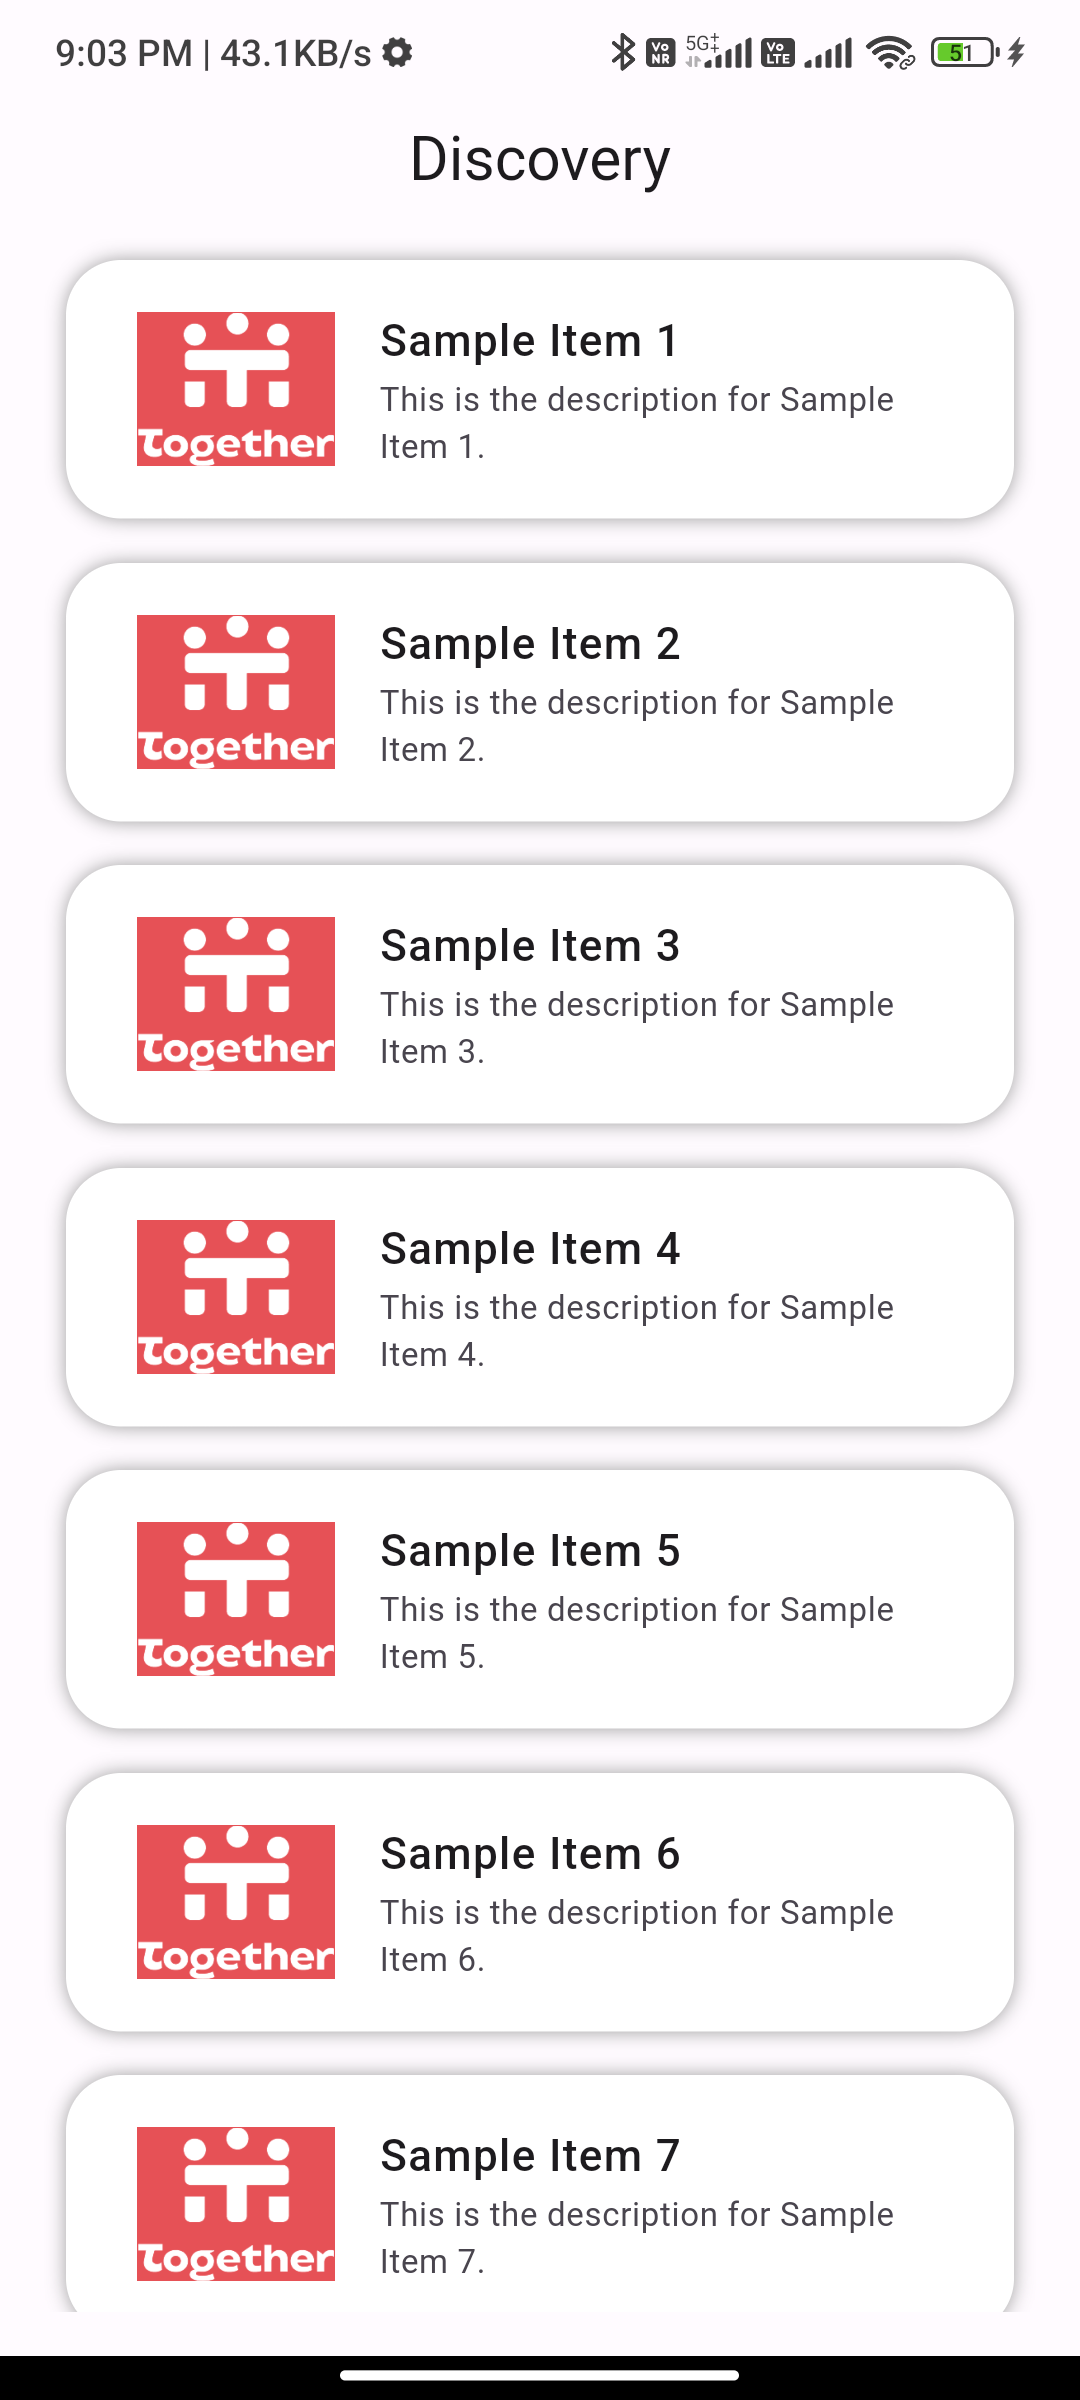 9:03 PM | 43.1KB/s Vo NR 5G Vo LTE 51
Discovery
Together
Sample Item 1
This is the description for Sample
Item 1.
Together
Sample Item 2
This is the description for Sample
Item 2.
Together
Sample Item 3
This is the description for Sample
Item 3.
Together
Sample Item 4
This is the description for Sample
Item 4.
Together
Sample Item 5
This is the description for Sample
Item 5.
Together
Sample Item 6
This is the description for Sample
Item 6.
Together
Sample Item 7
This is the description for Sample
Item 7.